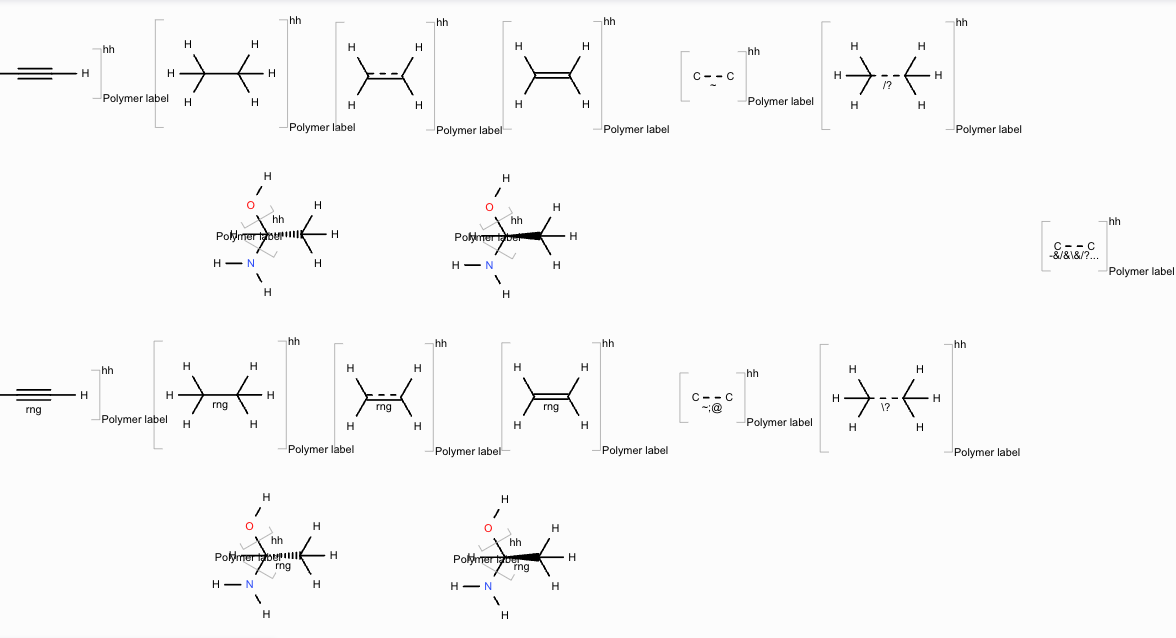 hh hh hh hh hh hh
H H H H H H H
C - - C
H H H H H
~ /?
H H H H H H H H
Polymer label Polymer label Polymer label Polymer label Polymer label Polymer label
H H
O H O H
hh hh hh
Polymer label H H Polymer label H H C - - C
-&/&\&/?...
H N H H N H Polymer label
H H
hh hh hh hh hh hh
H H H H H H H H
H H H H C - - C H H
rng rng rng rng ~;@ \?
H H H H H H H H
Polymer label Polymer label Polymer label Polymer label Polymer label Polymer label
H H
O H O H
hh hh
Polymer label H H Polymer label H H
rng rng
H N H H N H
H H